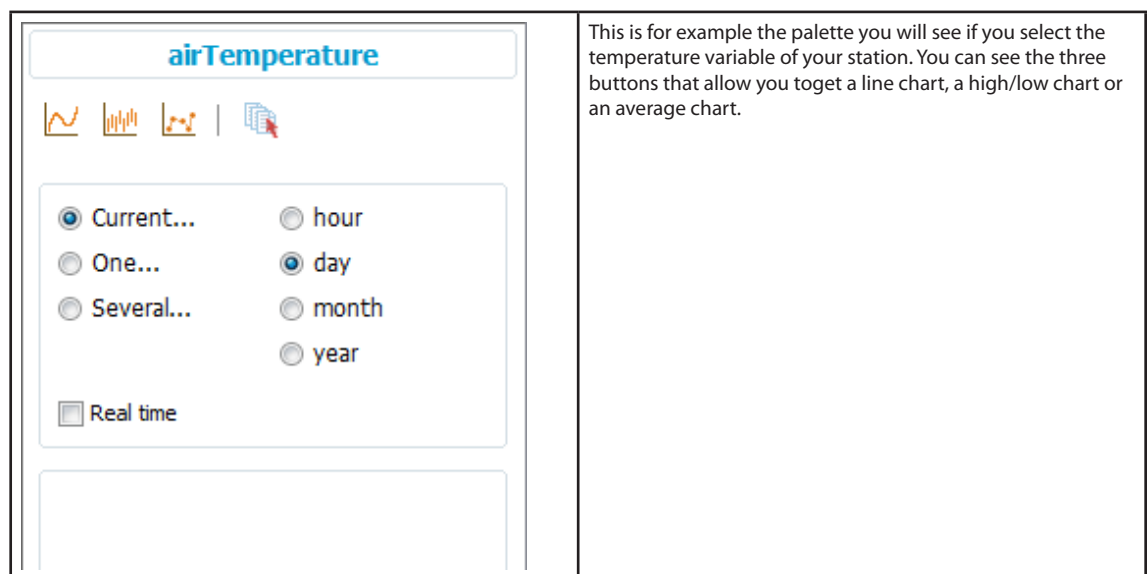 airTemperature
Current...
hour
One...
day
Several...
month
year
Real time
This is for example the palette you will see if you select the
temperature variable of your station. You can see the three
buttons that allow you toget a line chart, a high/low chart or
an average chart.